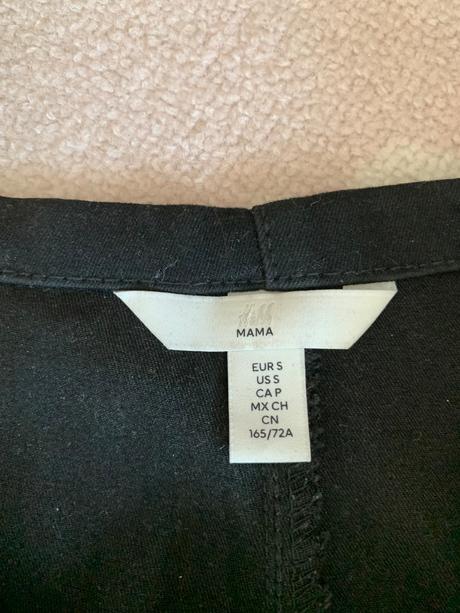 H&M
MAMA
EUR S
US S
CA P
MX CH
CN
165/72A